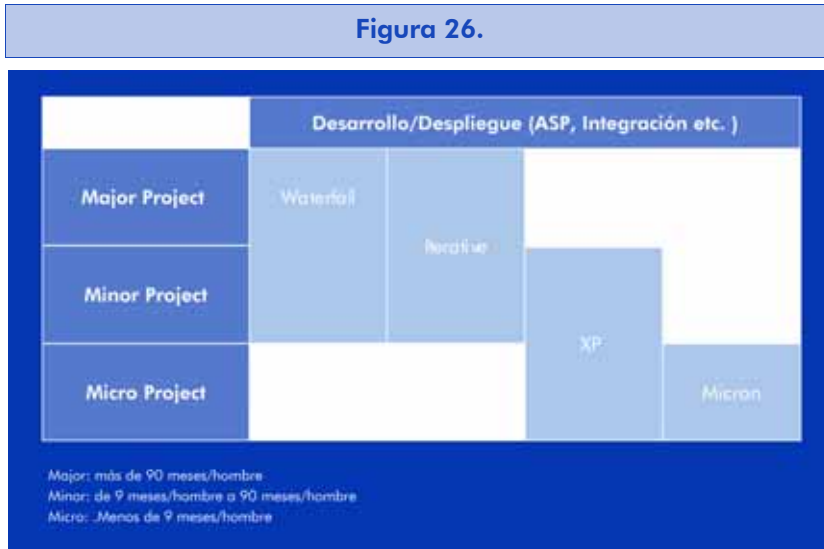 Figura 26.
Desarrollo/Despliegue (ASP, Integración etc. )
Major Project
Waterfall
Iterative
Minor Project
XP
Micro Project
Micron
Major: más de 90 meses/hombre
Minor: de 9 meses/hombre a 90 meses/hombre
Micro: .Menos de 9 meses/hombre